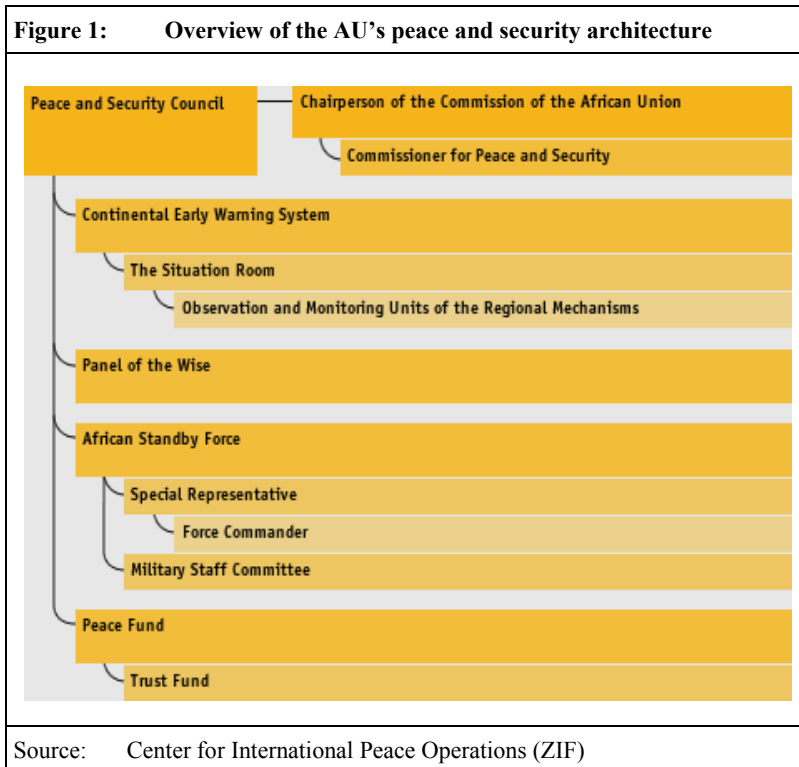 Figure 1: Overview of the AU’s peace and security architecture
Peace and Security Council
Chairperson of the Commission of the African Union
Commissioner for Peace and Security
Continental Early Warning System
The Situation Room
Observation and Monitoring Units of the Regional Mechanisms
Panel of the Wise
African Standby Force
Special Representative
Force Commander
Military Staff Committee
Peace Fund
Trust Fund
Source: Center for International Peace Operations (ZIF)